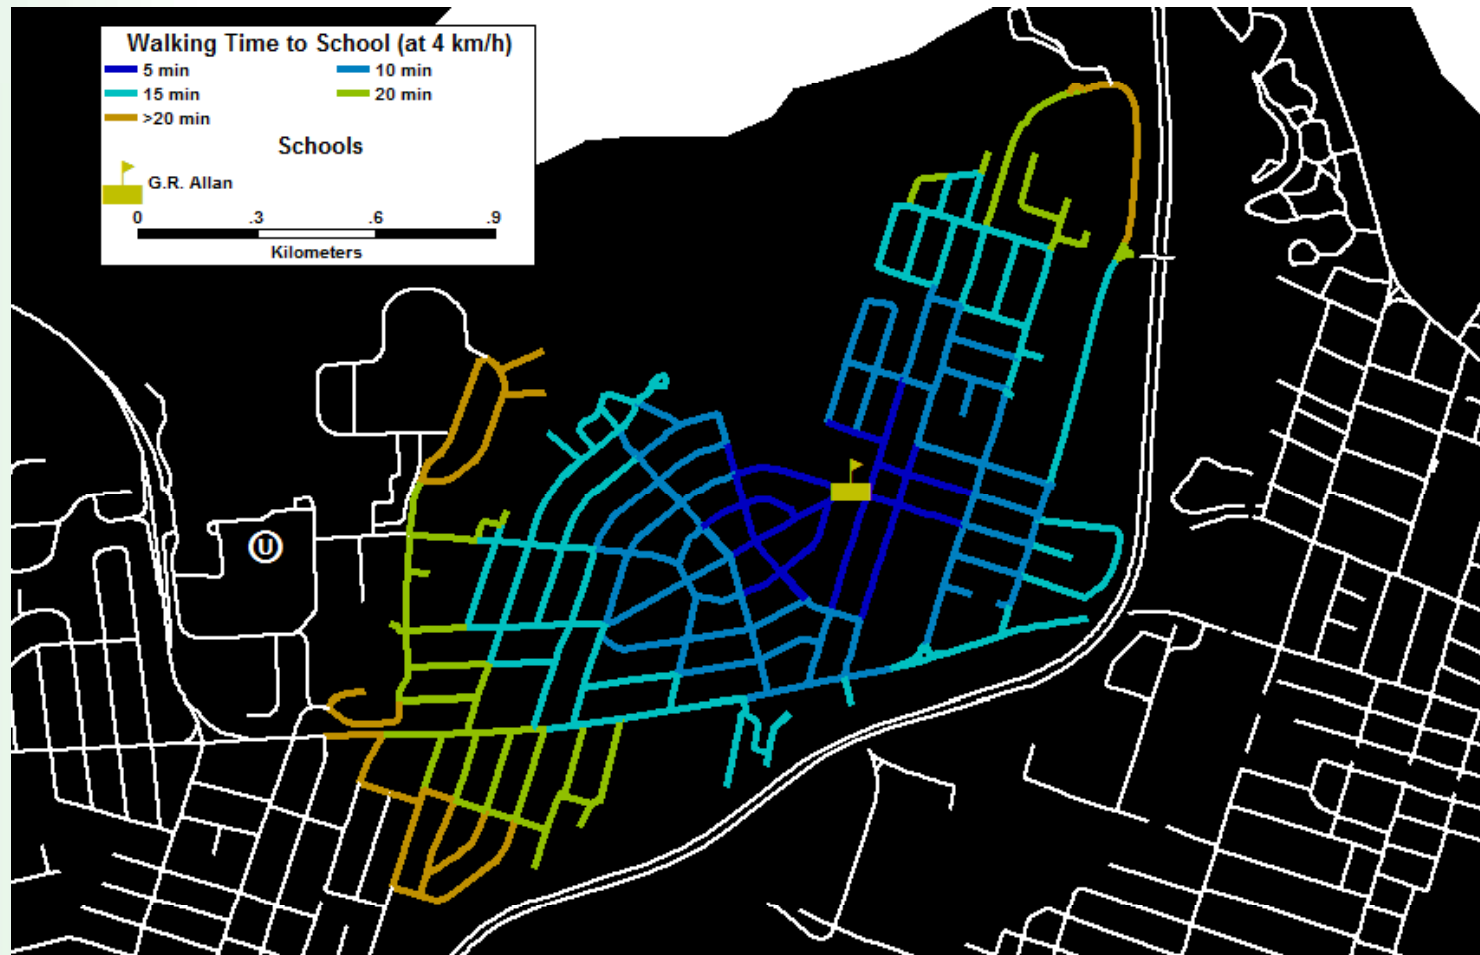 Walking Time to School (at 4 km/h)
5 min 10 min
15 min 20 min
>20 min
Schools
G.R. Allan
0 .3 .6 .9
Kilometers
U